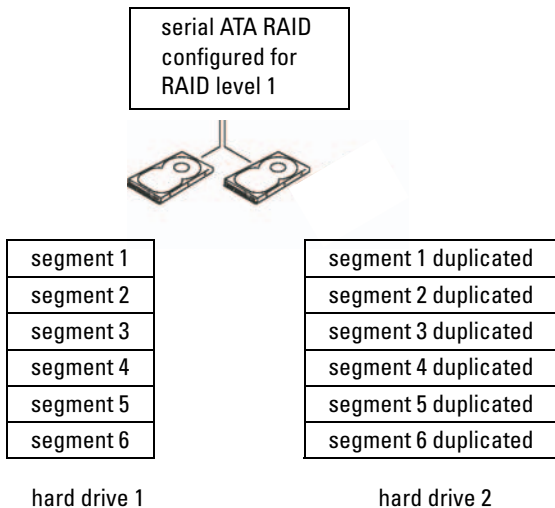 serial ATA RAID
configured for
RAID level 1
segment 1
segment 1 duplicated
segment 2
segment 2 duplicated
segment 3
segment 3 duplicated
segment 4
segment 4 duplicated
segment 5
segment 5 duplicated
segment 6
segment 6 duplicated
hard drive 1
hard drive 2